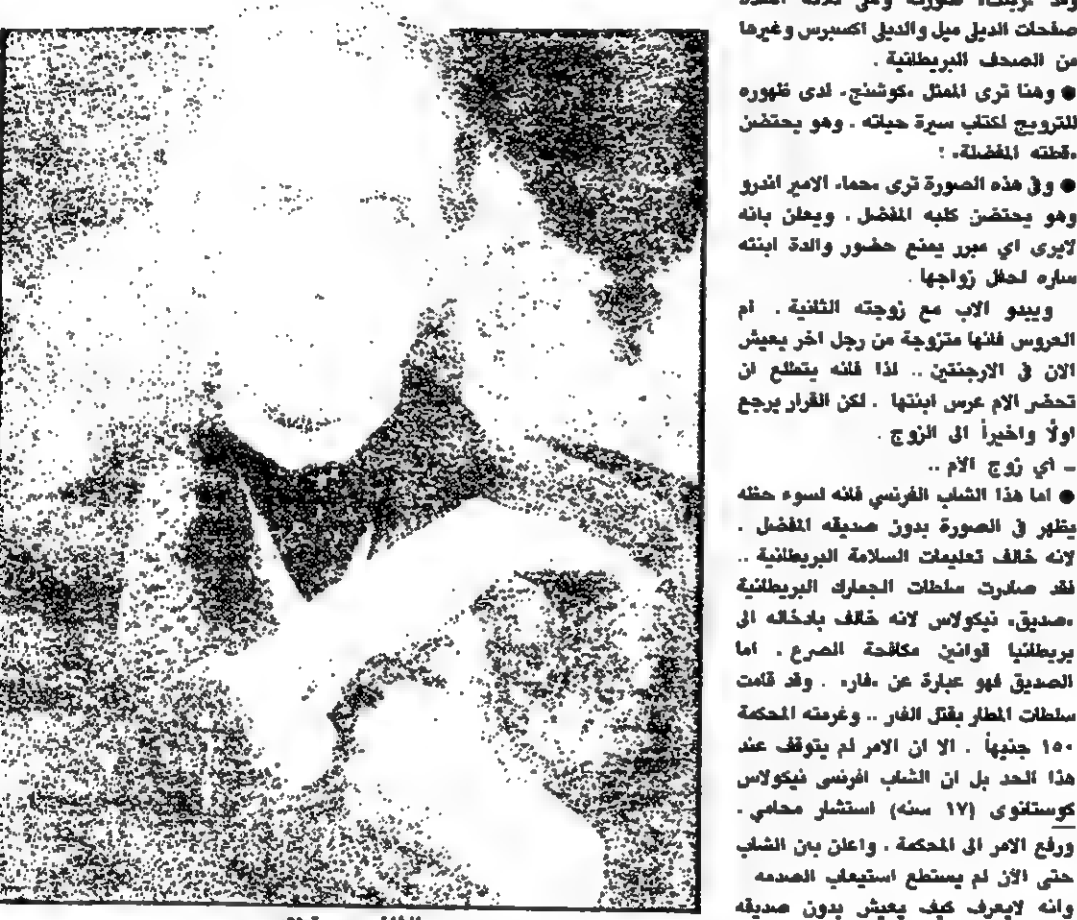 صفحات الديلي ميل والديلي اكسبرس وغيرها
من الصحف البريطانية .
● وهنا ترى الممثل «كوشنج» لدى ظهوره
للترويج لكتاب سيرة حياته . وهو يحتضن
«قطته المفضلة» !
● وفي هذه الصورة ترى «حما» الامير اندرو
وهو يحتضن كلبه المفضل . ويعلن بانه
لايرى اي مبرر يمنع حضور والدة ابنته
ساره لحفل زواجها .
ويبدو الاب مع زوجته الثانية . ام
العروس فانها متزوجة من رجل اخر يعيش
الان في الارجنتين .. لذا فانه يتطلع ان
تحضر الام عرس ابنتها . لكن القرار يرجع
اولاً واخيراً الى الزوج .
ـ اي زوج الام ..
● اما هذا الشاب الفرنسي فانه لسوء حظه
يظهر في الصورة بدون صديقه المفضل .
لانه خالف تعليمات السلامة البريطانية ..
فقد صادرت سلطات الجمارك البريطانية
«صديق» نيكولاس لانه خالف بادخاله الى
بريطانيا قوانين مكافحة الصرع . اما
الصديق فهو عبارة عن «فار» . وقد قامت
سلطات المطار بقتل الفار .. وغرمته المحكمة
١٥٠ جنيهاً . الا ان الامر لم يتوقف عند
هذا الحد بل ان الشاب افرنسى نيكولاس
كوستانوى (١٧ سنه) استشار محامي .
ورفع الامر الى المحكمة . واعلن بىن الشاب
حتى الآن لم يستطع استيعاب الصدمه
وانه لايعرف كيف يعيش بدون صديقه